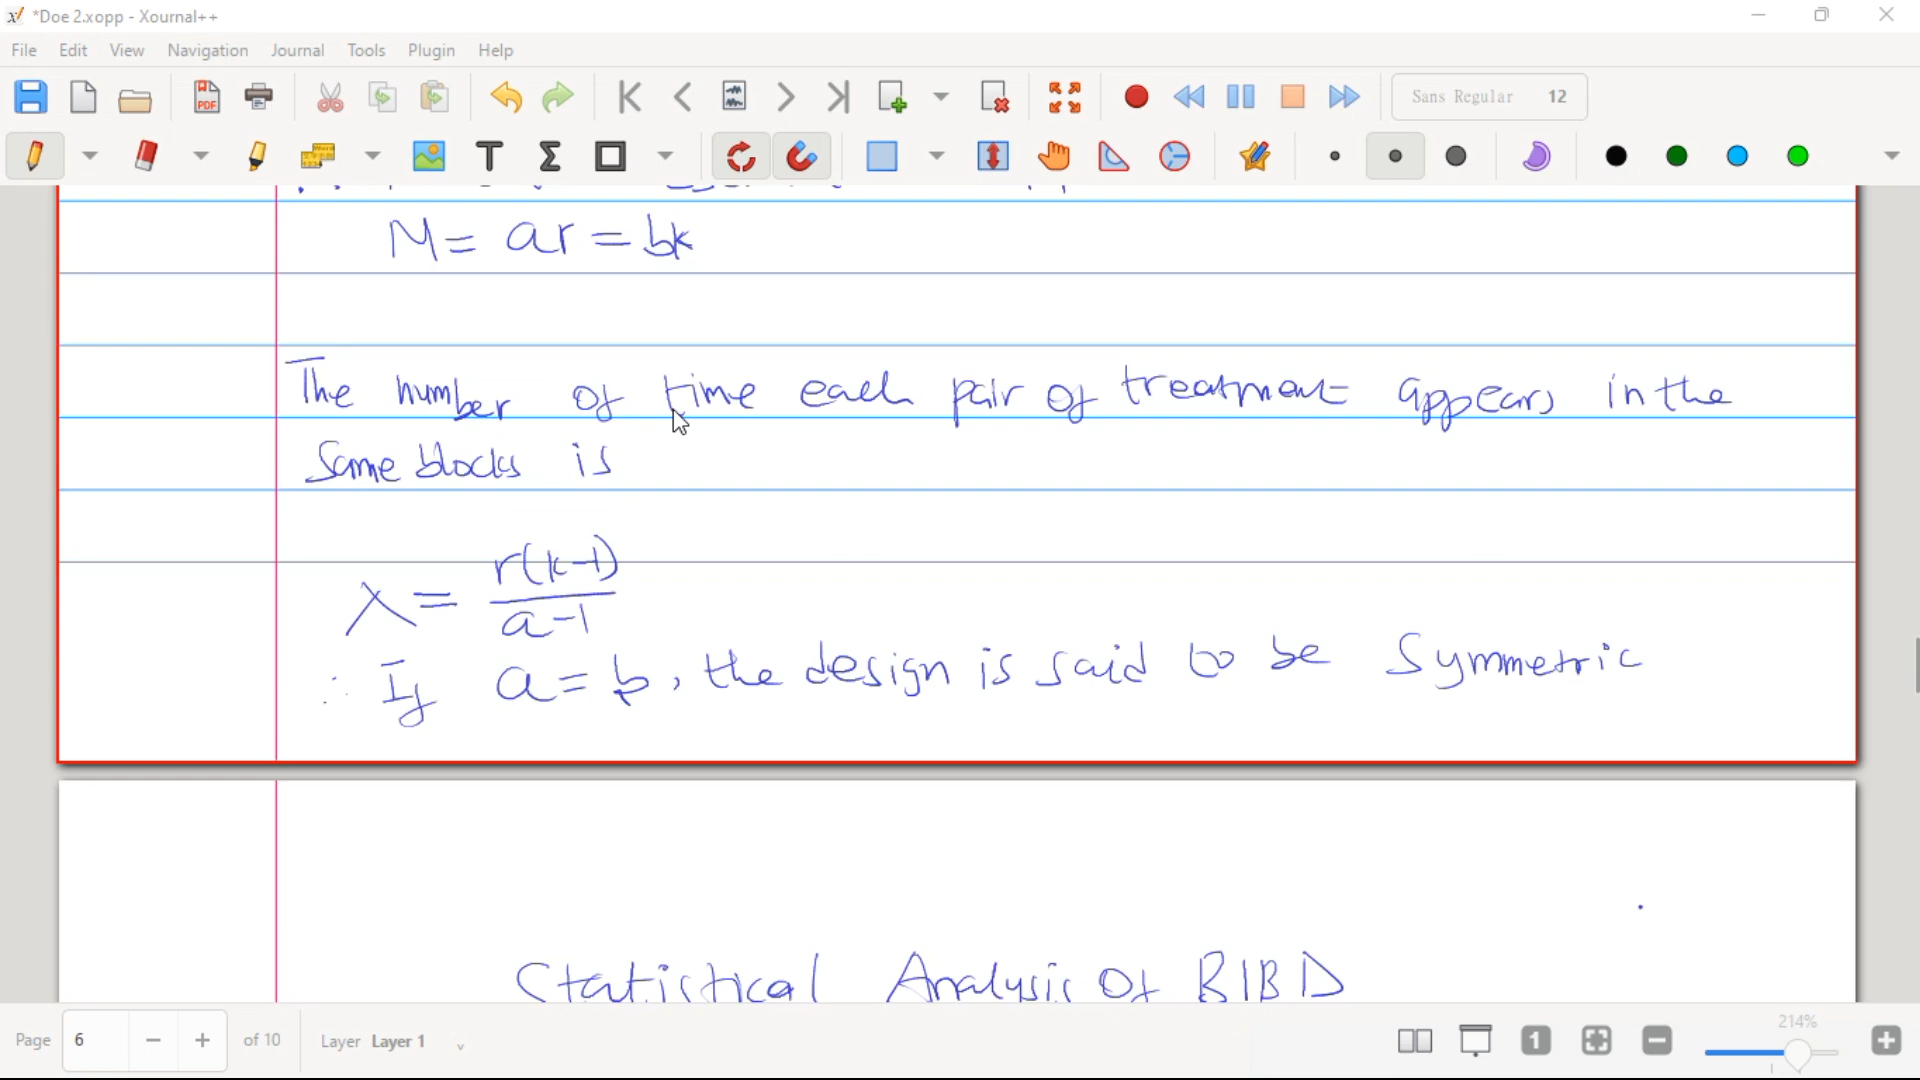 *Doe 2.xopp - Xournal++
File Edit View Navigation Journal Tools Plugin Help
Sans Regular 12
N = ar = bk
The number of time each pair of treatment appears in the
Same blocks is
λ = r(k-1)
a-1
∴ If a = b, the design is said to be Symmetric
Statistical Analysis Of BIBD
Page 6 of 10 Layer Layer 1 214%